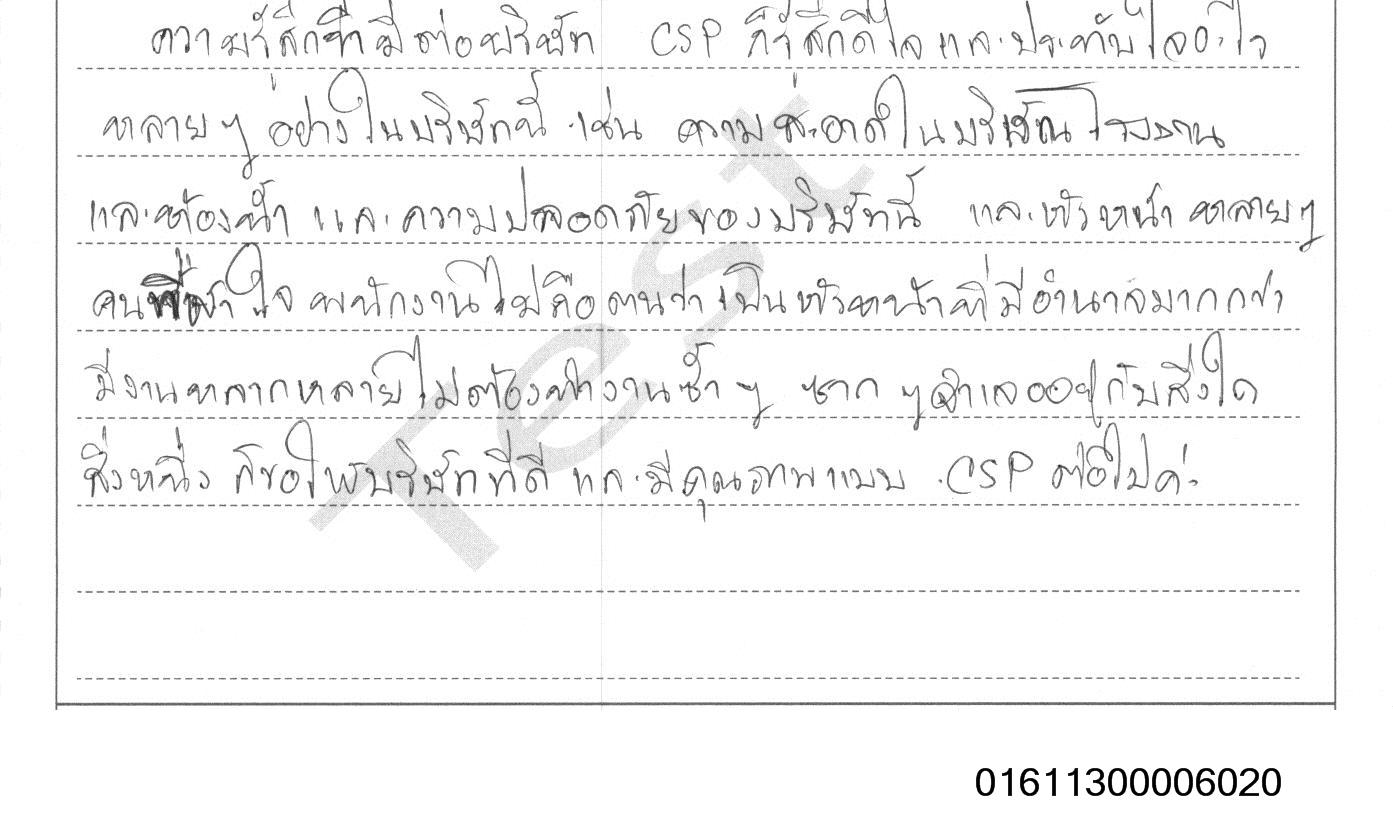 ความรู้สึกที่มีต่อบริษัท CSP ก็รู้สึกดีใจและประทับใจอะไร
หลายๆ อย่างในบริษัทนี้ เช่น ความสะอาดในบริษัท โรงงาน
และห้องน้ำ และความปลอดภัยของบริษัทนี้ และหัวหน้า หลายๆ
คนที่เข้าใจ พนักงานไม่ถือตนว่าเป็นหัวหน้าที่มีอำนาจมากกว่า
มีงานหลากหลายไม่ต้องทำงานซ้ำๆ ซากๆ จำเจอยู่กับสิ่งใด
สิ่งหนึ่ง ก็ขอให้บริษัทที่ดี และมีคุณภาพแบบ CSP ต่อไปค่ะ
Test
01611300006020